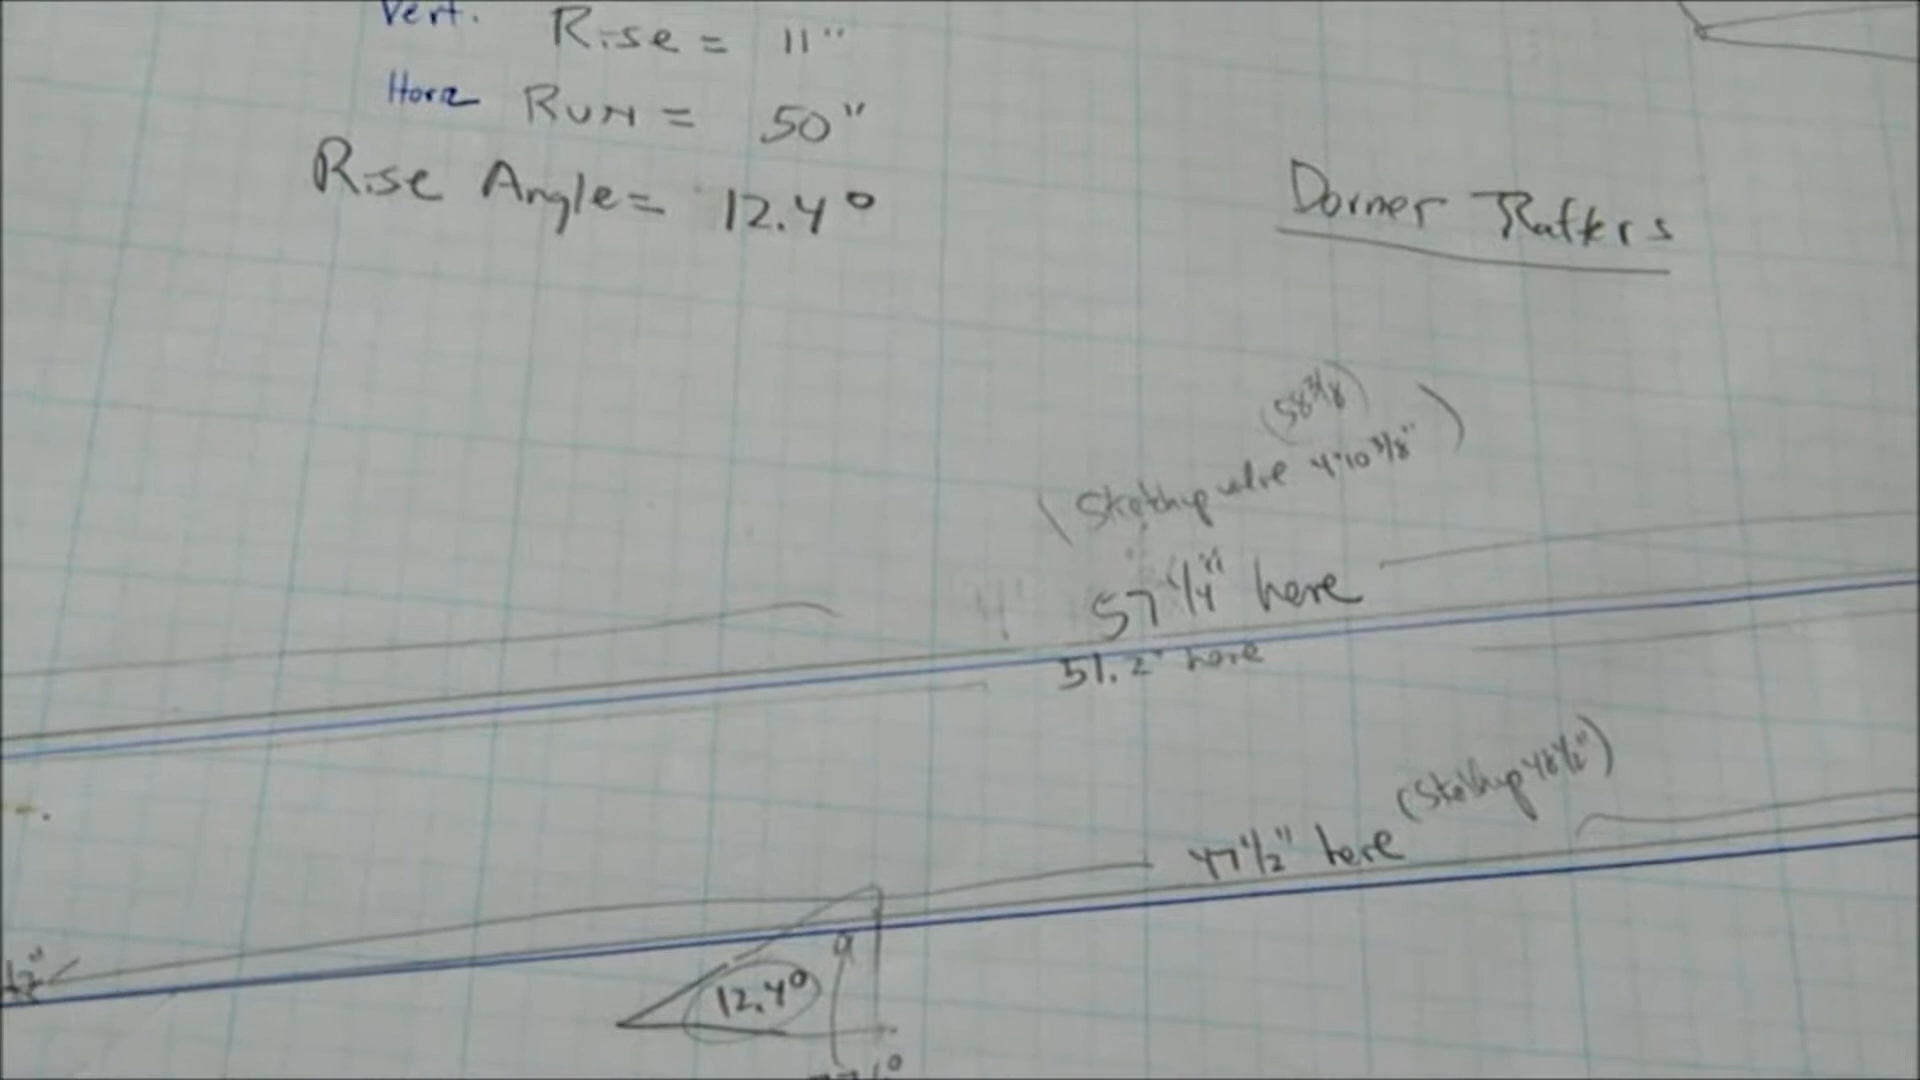 Vert. Rise = 11"
Horz Run = 50"
Rise Angle = 12.4°
Dormer Rafters
(58 3/8)
(Sketchup value 4'10 3/8")
57 1/4" here
51.2" here
(Sketchup 48 1/2")
47 1/2" here
12.4°